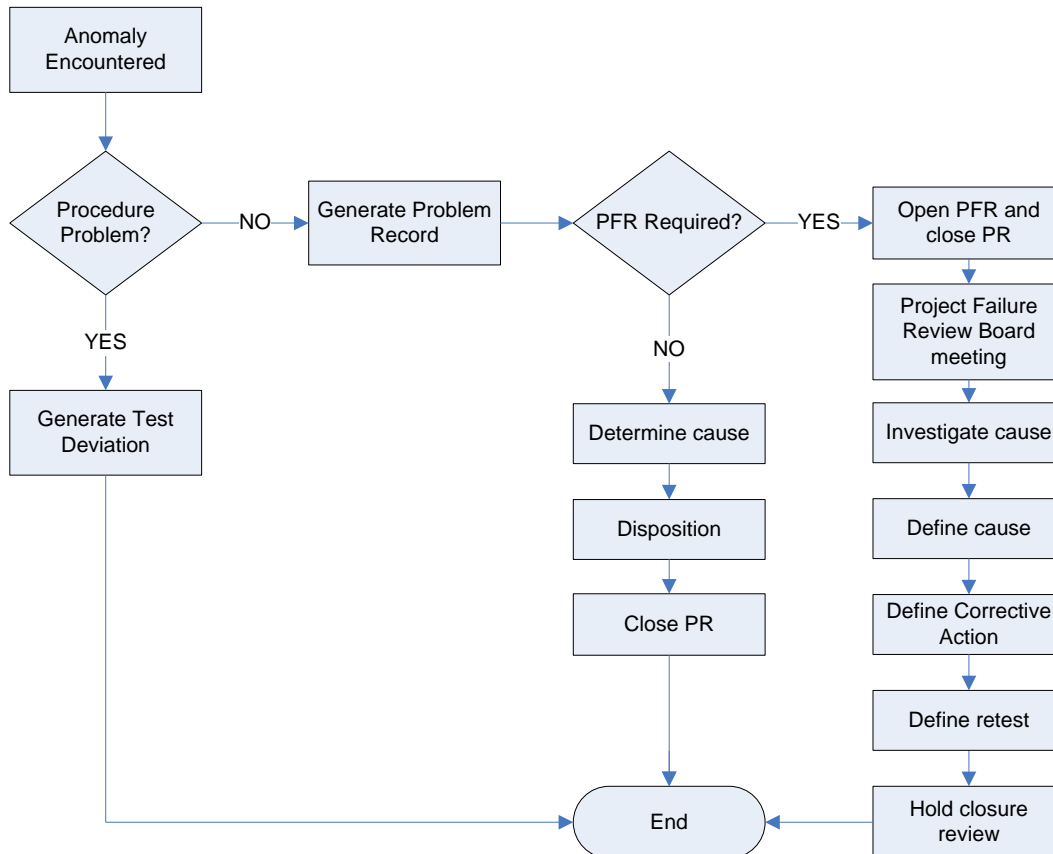 Anomaly
Encountered
Procedure
Problem?
NO
Generate Problem
Record
PFR Required?
YES
Open PFR and
close PR
Project Failure
Review Board
meeting
YES
NO
Generate Test
Deviation
Determine cause
Investigate cause
Disposition
Define cause
Close PR
Define Corrective
Action
Define retest
End
Hold closure
review